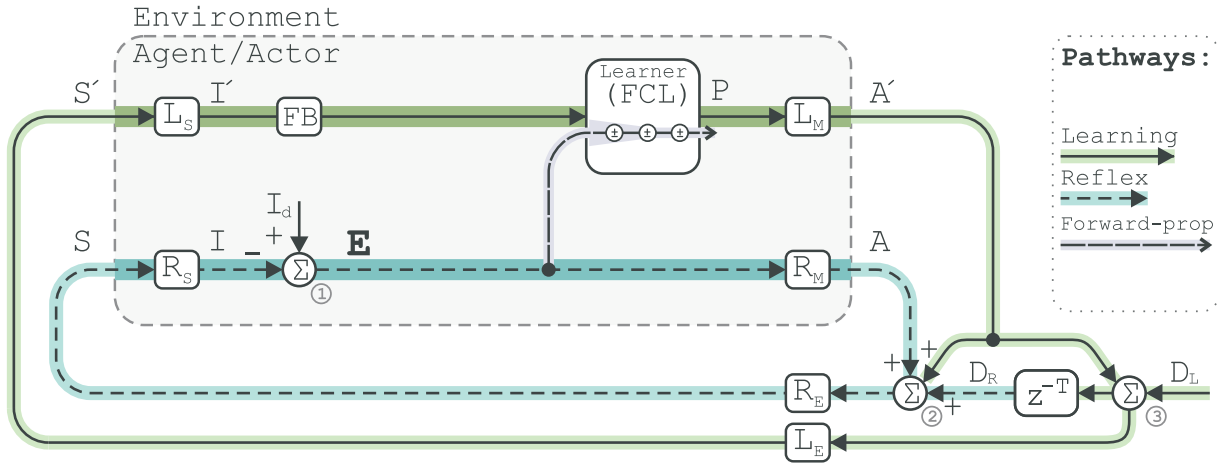 Environment
Agent/Actor
Pathways:
S´
I´
Learner
(FCL)
P
A´
L_S
FB
± ± ±
L_M
Learning
Reflex
I_d
Forward-prop
S
I
+
−
E
A
R_S
Σ
R_M
1
+
+
D_R
D_L
R_E
Σ
+
z^-T
Σ
2
3
L_E